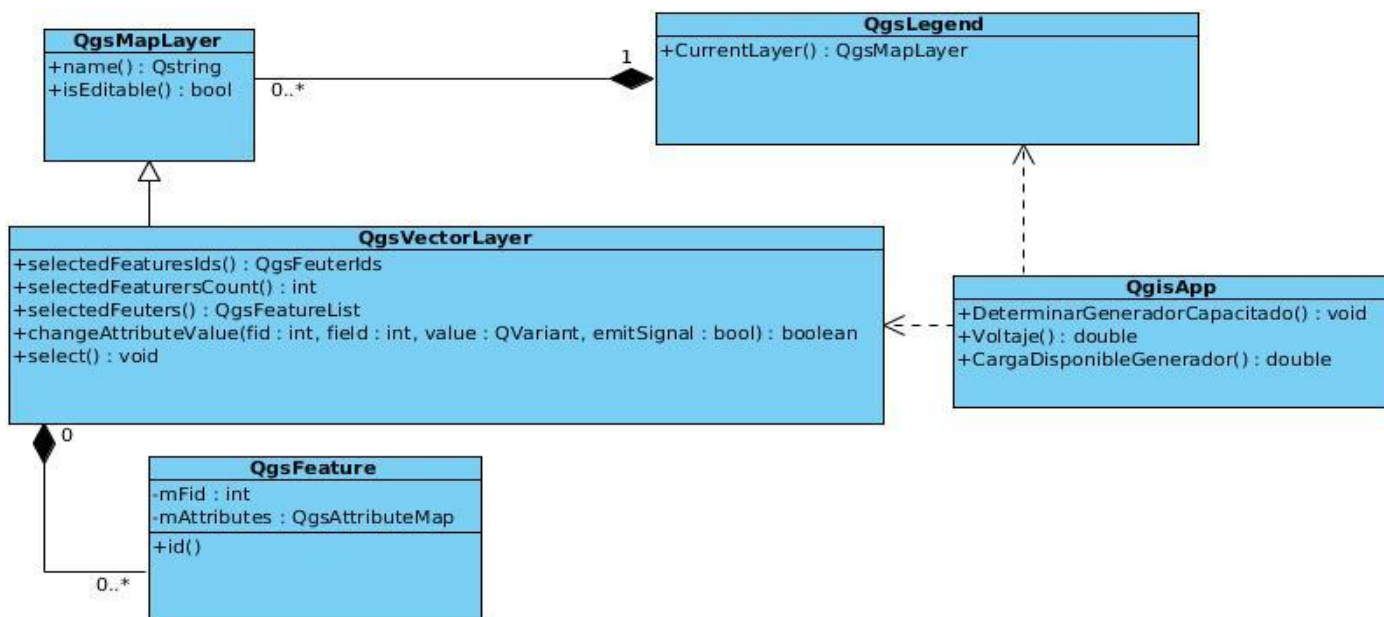 QgsMapLayer
+name() : Qstring
+isEditable() : bool
0..*
1
QgsLegend
+CurrentLayer() : QgsMapLayer
QgsVectorLayer
+selectedFeaturesIds() : QgsFeuterIds
+selectedFeaturersCount() : int
+selectedFeuters() : QgsFeatureList
+changeAttributeValue(fid : int, field : int, value : QVariant, emitSignal : bool) : boolean
+select() : void
QgisApp
+DeterminarGeneradorCapacitado() : void
+Voltaje() : double
+CargaDisponibleGenerador() : double
0
0..*
QgsFeature
-mFid : int
-mAttributes : QgsAttributeMap
+id()